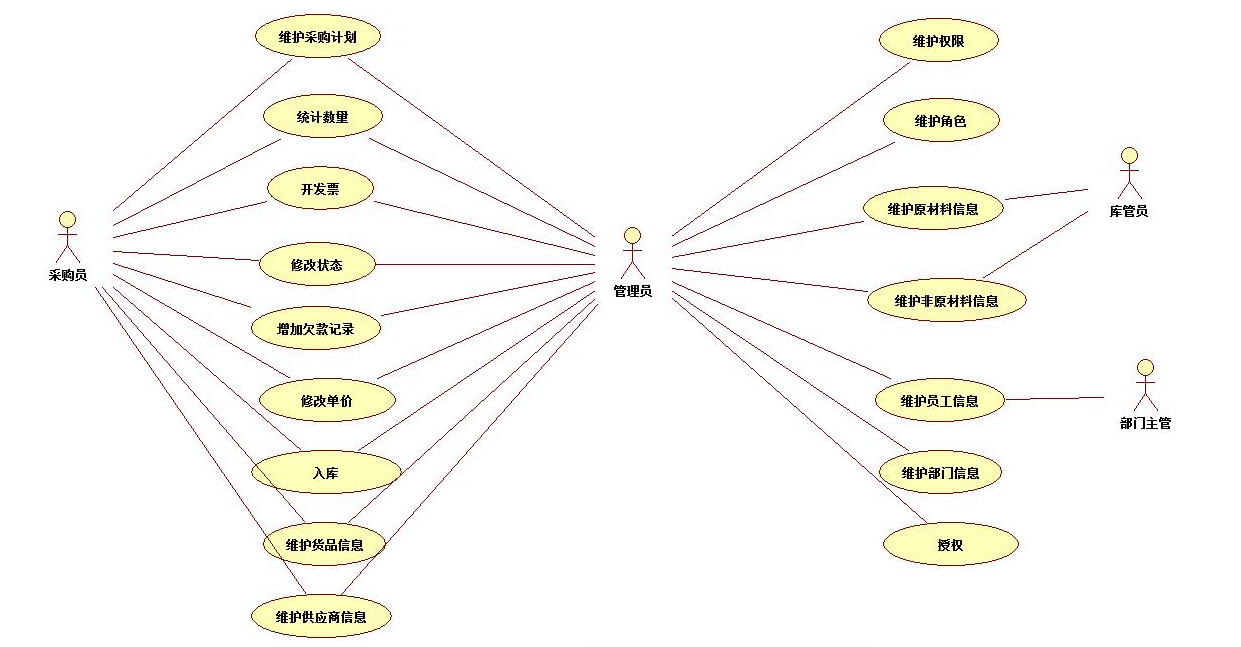 维护采购计划
统计数量
开发票
修改状态
增加欠款记录
修改单价
入库
维护货品信息
维护供应商信息
采购员
管理员
维护权限
维护角色
维护原材料信息
维护非原材料信息
维护员工信息
维护部门信息
授权
库管员
部门主管